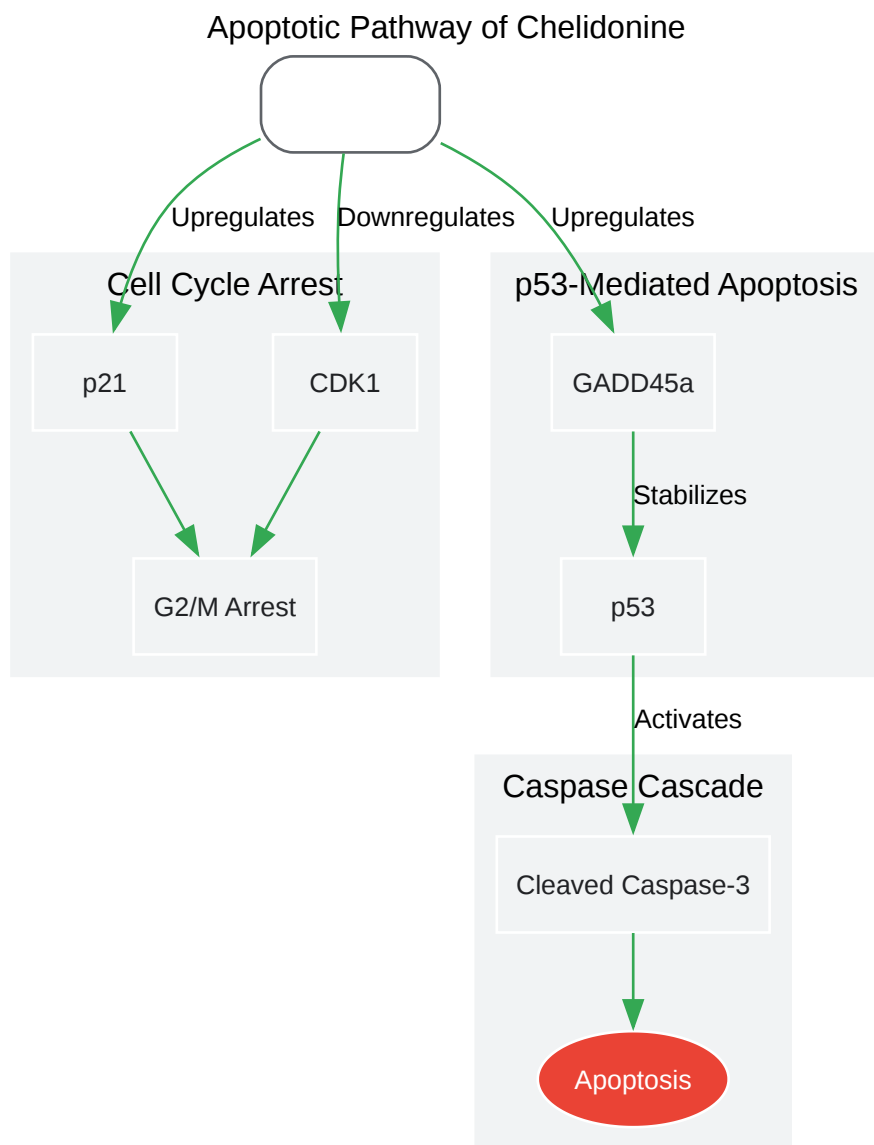 Apoptotic Pathway of Chelidonine
Upregulates
Downregulates
Upregulates
Cell Cycle Arrest
p53-Mediated Apoptosis
p21
CDK1
GADD45a
Stabilizes
G2/M Arrest
p53
Activates
Caspase Cascade
Cleaved Caspase-3
Apoptosis